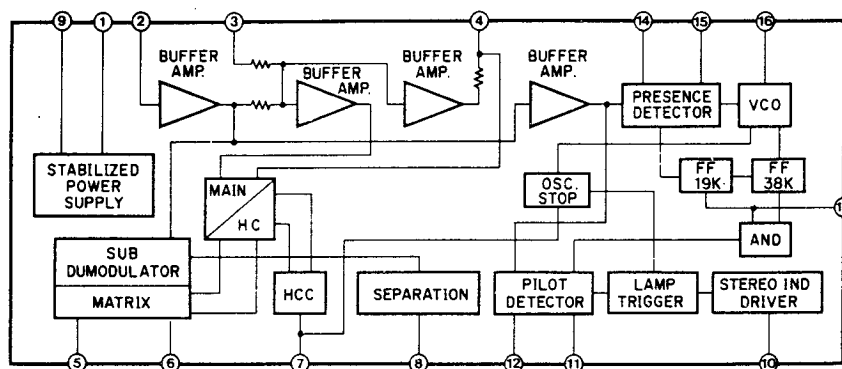 9 1 2 3 4 14 15 16
BUFFER
AMP.
BUFFER
AMP.
BUFFER
AMP.
BUFFER
AMP.
PRESENCE
DETECTOR
VCO
STABILIZED
POWER
SUPPLY
MAIN
HC
OSC.
STOP
FF
19K
FF
38K
AND
SUB
DUMODULATOR
MATRIX
HCC
SEPARATION
PILOT
DETECTOR
LAMP
TRIGGER
STEREO IND
DRIVER
5 6 7 8 12 11 10